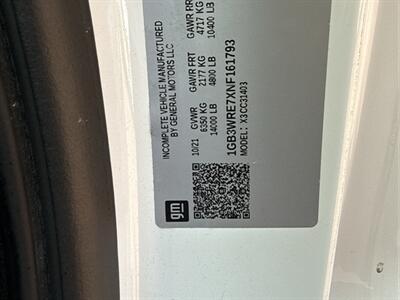 INCOMPLETE VEHICLE MANUFACTURED
BY GENERAL MOTORS LLC
10/21 GVWR GAWR FRT GAWR RR
6350 KG 2177 KG 4717 KG
14000 LB 4800 LB 10400 LB
1GB3WRE7XNF161793
MODEL: X3CC31403
gm